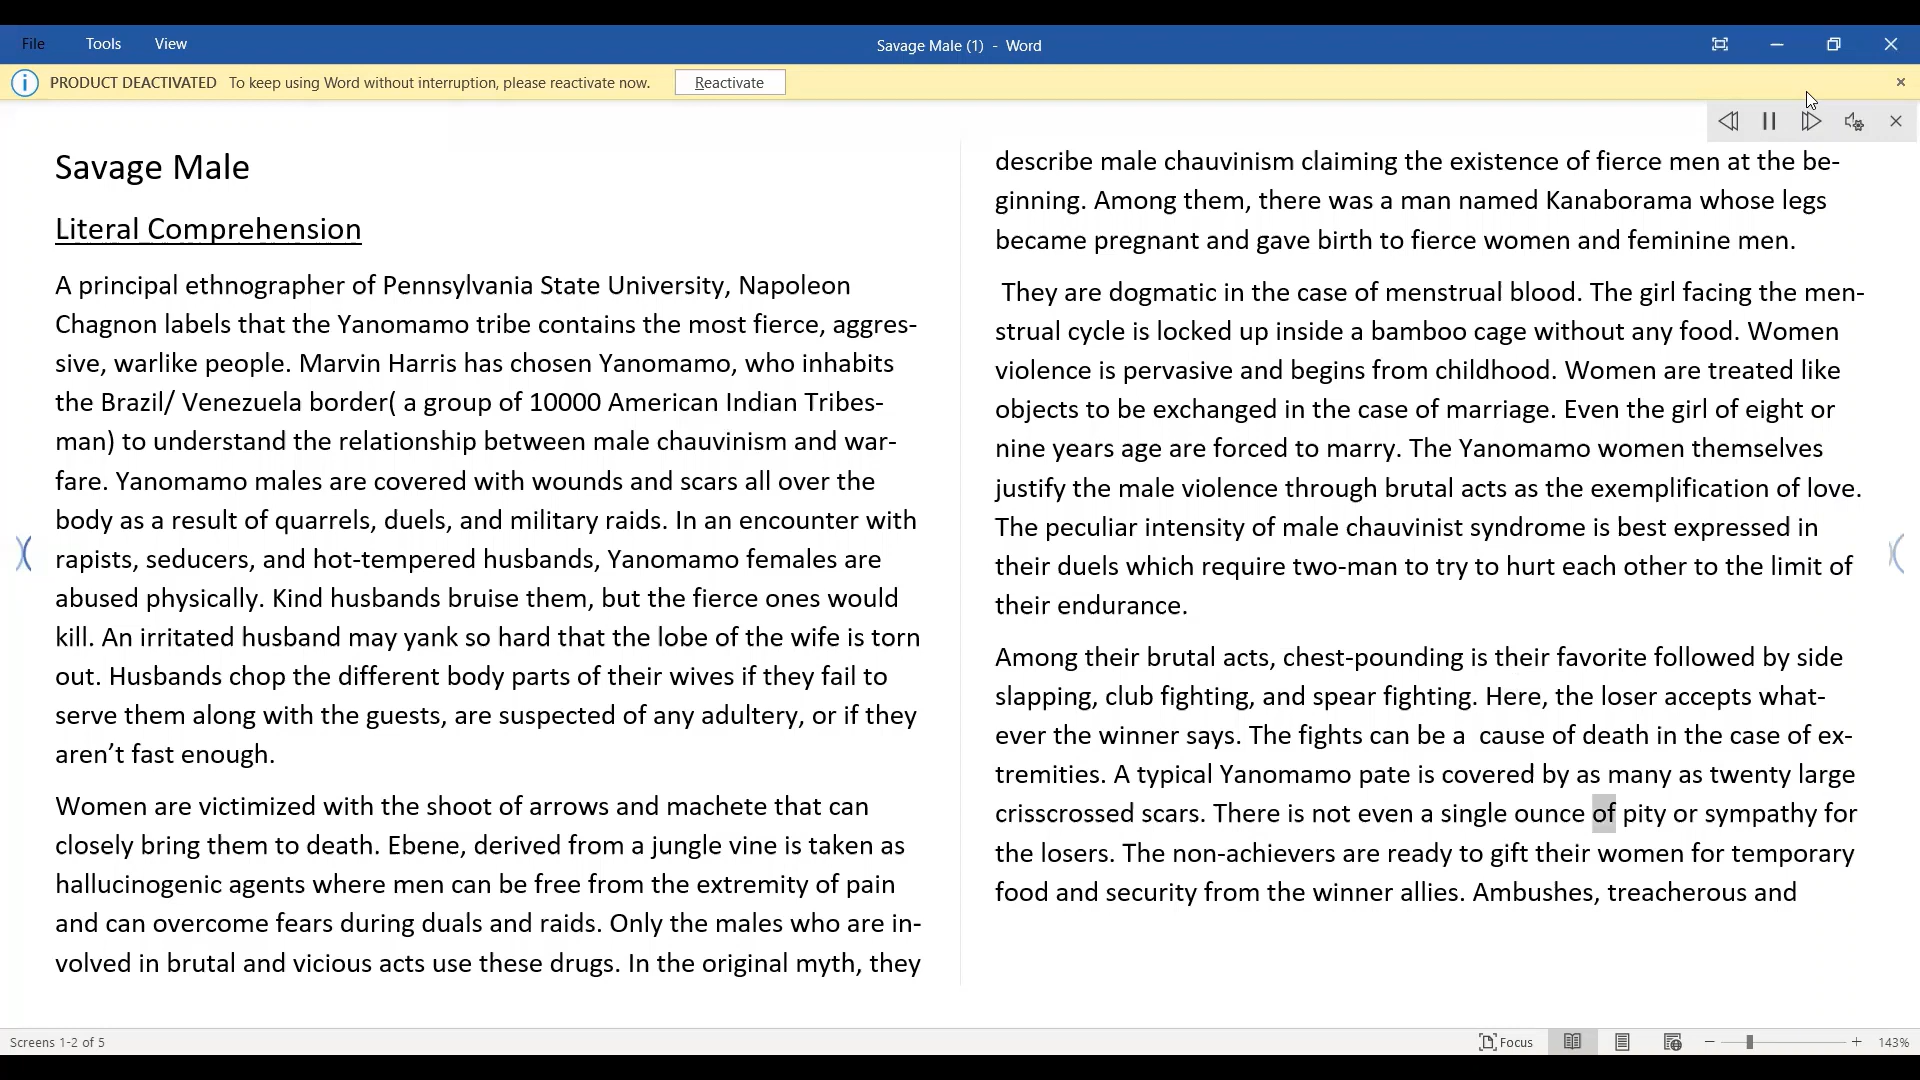 File Tools View Savage Male (1) - Word
PRODUCT DEACTIVATED To keep using Word without interruption, please reactivate now. Reactivate
Savage Male
Literal Comprehension
A principal ethnographer of Pennsylvania State University, Napoleon
Chagnon labels that the Yanomamo tribe contains the most fierce, aggres-
sive, warlike people. Marvin Harris has chosen Yanomamo, who inhabits
the Brazil/ Venezuela border( a group of 10000 American Indian Tribes-
man) to understand the relationship between male chauvinism and war-
fare. Yanomamo males are covered with wounds and scars all over the
body as a result of quarrels, duels, and military raids. In an encounter with
rapists, seducers, and hot-tempered husbands, Yanomamo females are
abused physically. Kind husbands bruise them, but the fierce ones would
kill. An irritated husband may yank so hard that the lobe of the wife is torn
out. Husbands chop the different body parts of their wives if they fail to
serve them along with the guests, are suspected of any adultery, or if they
aren’t fast enough.
Women are victimized with the shoot of arrows and machete that can
closely bring them to death. Ebene, derived from a jungle vine is taken as
hallucinogenic agents where men can be free from the extremity of pain
and can overcome fears during duals and raids. Only the males who are in-
volved in brutal and vicious acts use these drugs. In the original myth, they
describe male chauvinism claiming the existence of fierce men at the be-
ginning. Among them, there was a man named Kanaborama whose legs
became pregnant and gave birth to fierce women and feminine men.
They are dogmatic in the case of menstrual blood. The girl facing the men-
strual cycle is locked up inside a bamboo cage without any food. Women
violence is pervasive and begins from childhood. Women are treated like
objects to be exchanged in the case of marriage. Even the girl of eight or
nine years age are forced to marry. The Yanomamo women themselves
justify the male violence through brutal acts as the exemplification of love.
The peculiar intensity of male chauvinist syndrome is best expressed in
their duels which require two-man to try to hurt each other to the limit of
their endurance.
Among their brutal acts, chest-pounding is their favorite followed by side
slapping, club fighting, and spear fighting. Here, the loser accepts what-
ever the winner says. The fights can be a  cause of death in the case of ex-
tremities. A typical Yanomamo pate is covered by as many as twenty large
crisscrossed scars. There is not even a single ounce of pity or sympathy for
the losers. The non-achievers are ready to gift their women for temporary
food and security from the winner allies. Ambushes, treacherous and
Screens 1-2 of 5 Focus 143%